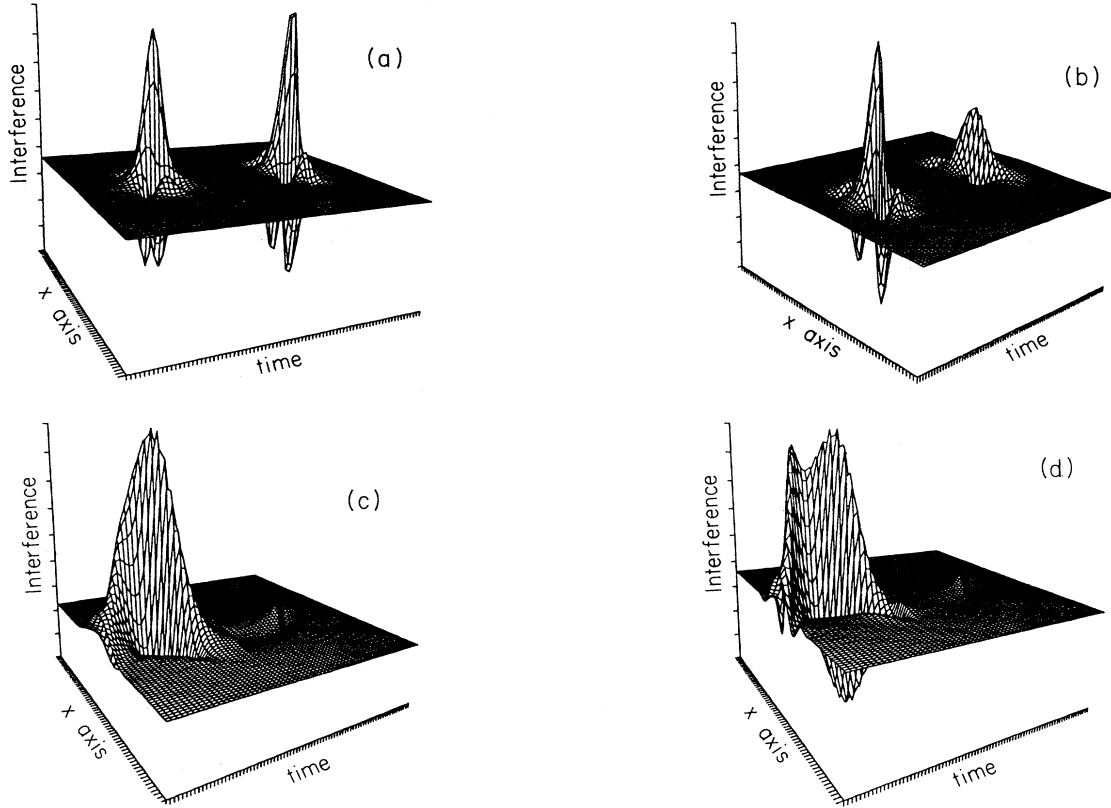 (a)
Interference
x axis
time
(b)
Interference
x axis
time
(c)
Interference
x axis
time
(d)
Interference
x axis
time